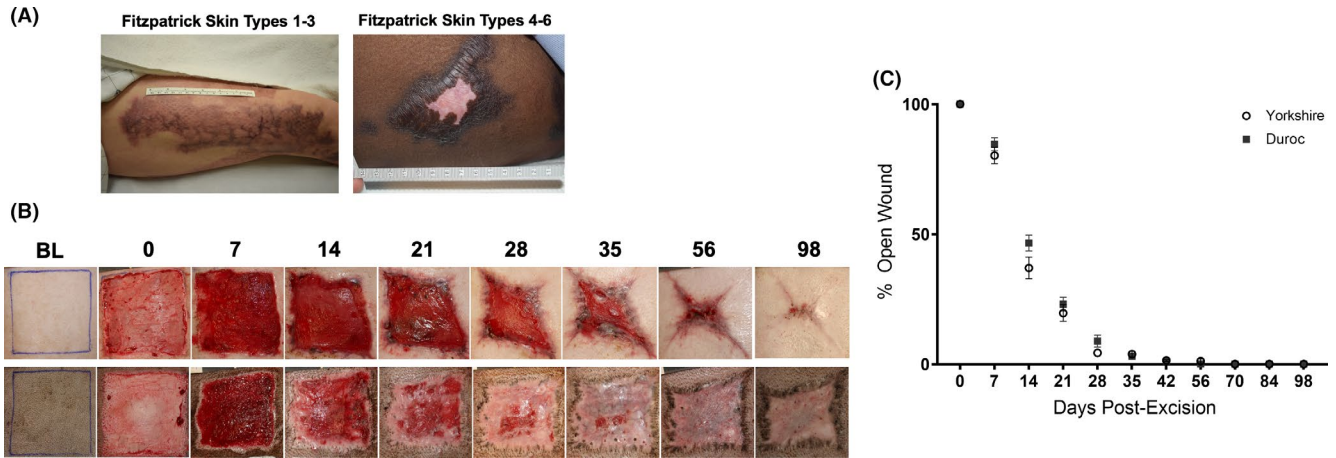 (A)
Fitzpatrick Skin Types 1-3
Fitzpatrick Skin Types 4-6
(B)
BL 0 7 14 21 28 35 56 98
(C)
100
50
0
% Open Wound
Yorkshire
Duroc
0 7 14 21 28 35 42 56 70 84 98
Days Post-Excision